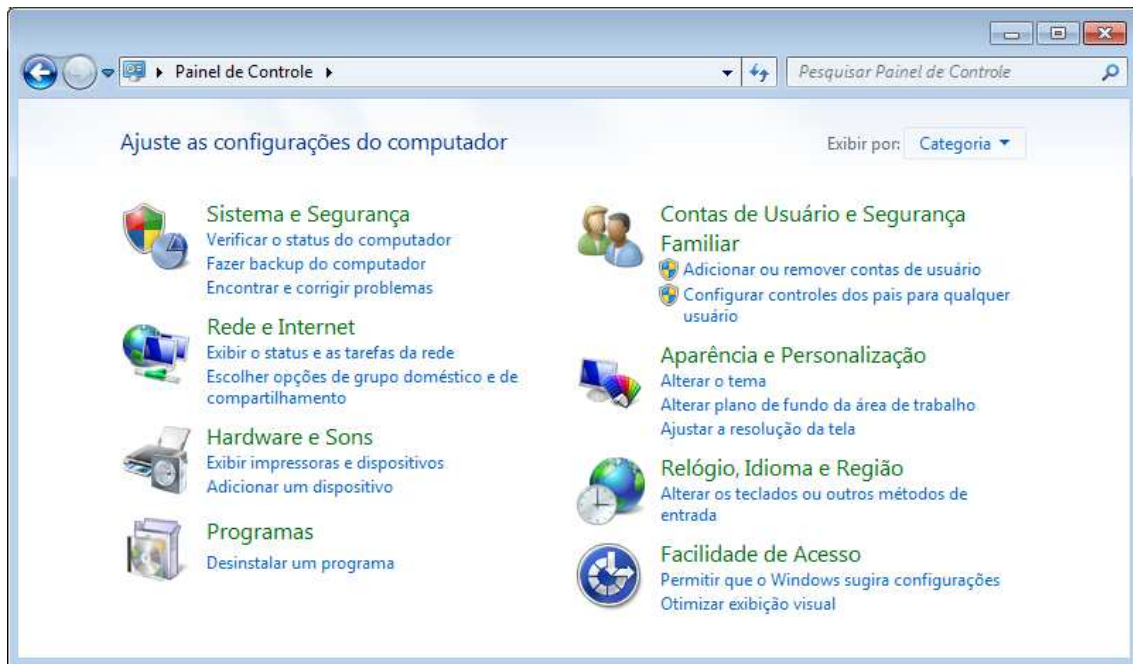 Painel de Controle
Pesquisar Painel de Controle
Ajuste as configurações do computador
Exibir por: Categoria
Sistema e Segurança
Verificar o status do computador
Fazer backup do computador
Encontrar e corrigir problemas
Rede e Internet
Exibir o status e as tarefas da rede
Escolher opções de grupo doméstico e de
compartilhamento
Hardware e Sons
Exibir impressoras e dispositivos
Adicionar um dispositivo
Programas
Desinstalar um programa
Contas de Usuário e Segurança
Familiar
Adicionar ou remover contas de usuário
Configurar controles dos pais para qualquer
usuário
Aparência e Personalização
Alterar o tema
Alterar plano de fundo da área de trabalho
Ajustar a resolução da tela
Relógio, Idioma e Região
Alterar os teclados ou outros métodos de
entrada
Facilidade de Acesso
Permitir que o Windows sugira configurações
Otimizar exibição visual